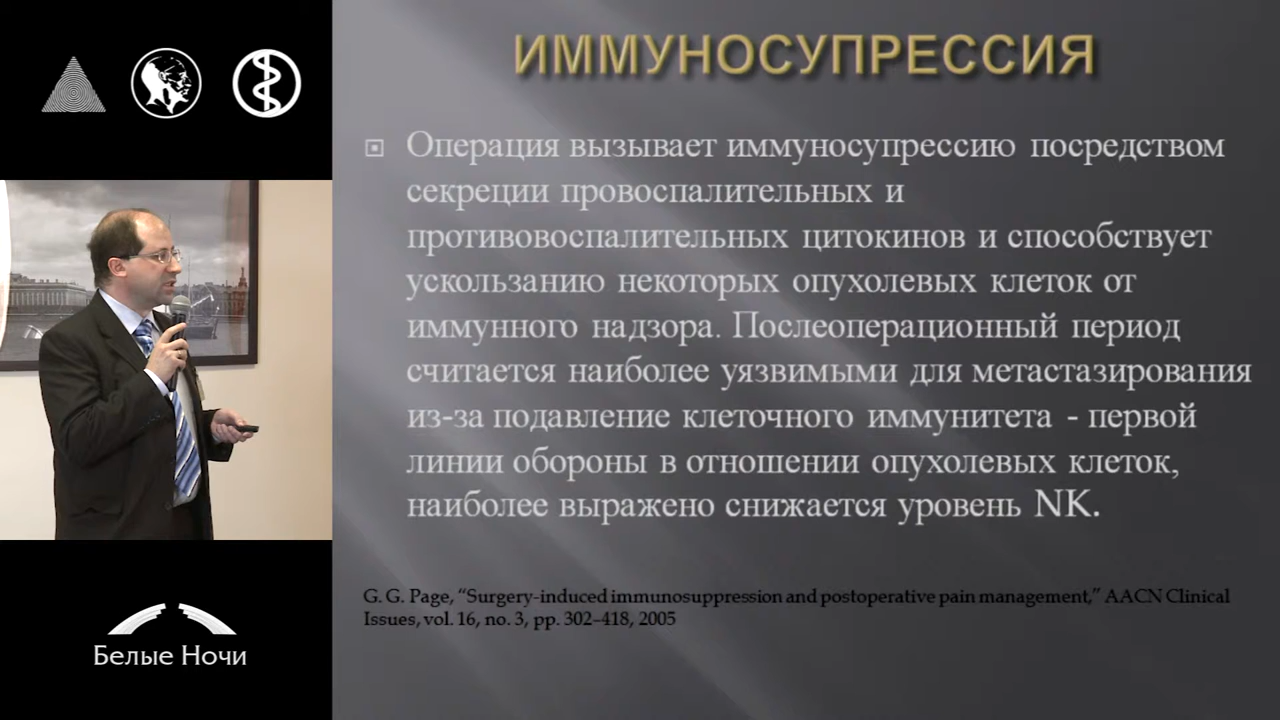 ИММУНОСУПРЕССИЯ
Операция вызывает иммуносупрессию посредством
секреции провоспалительных и
противовоспалительных цитокинов и способствует
ускользанию некоторых опухолевых клеток от
иммунного надзора. Послеоперационный период
считается наиболее уязвимыми для метастазирования
из-за подавление клеточного иммунитета - первой
линии обороны в отношении опухолевых клеток,
наиболее выражено снижается уровень NK.
G. G. Page, “Surgery-induced immunosuppression and postoperative pain management,” AACN Clinical
Issues, vol. 16, no. 3, pp. 302–418, 2005
Белые Ночи